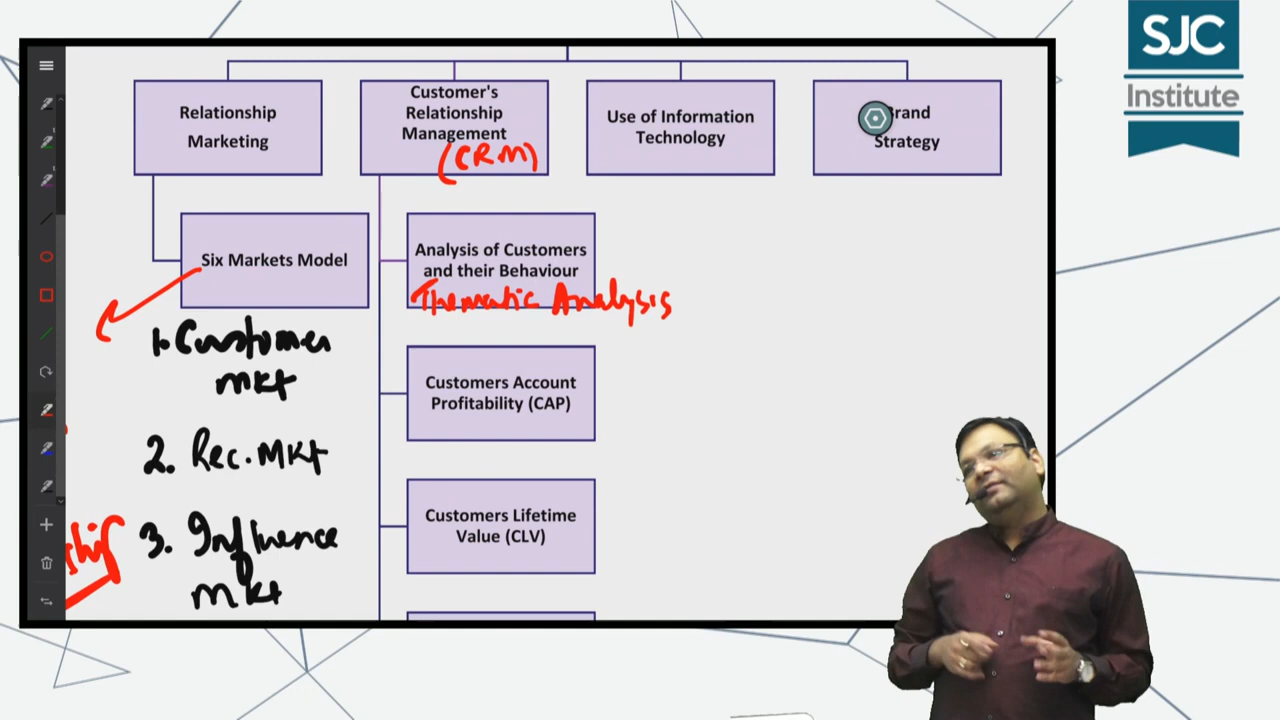 SJC
Institute
Relationship
Marketing
Customer's
Relationship
Management
(CRM)
Use of Information
Technology
Brand
Strategy
Six Markets Model
Analysis of Customers
and their Behaviour
Thematic Analysis
1. Customer
Mkt
2. Rec. Mkt
3. Influence
Mkt
Customers Account
Profitability (CAP)
Customers Lifetime
Value (CLV)